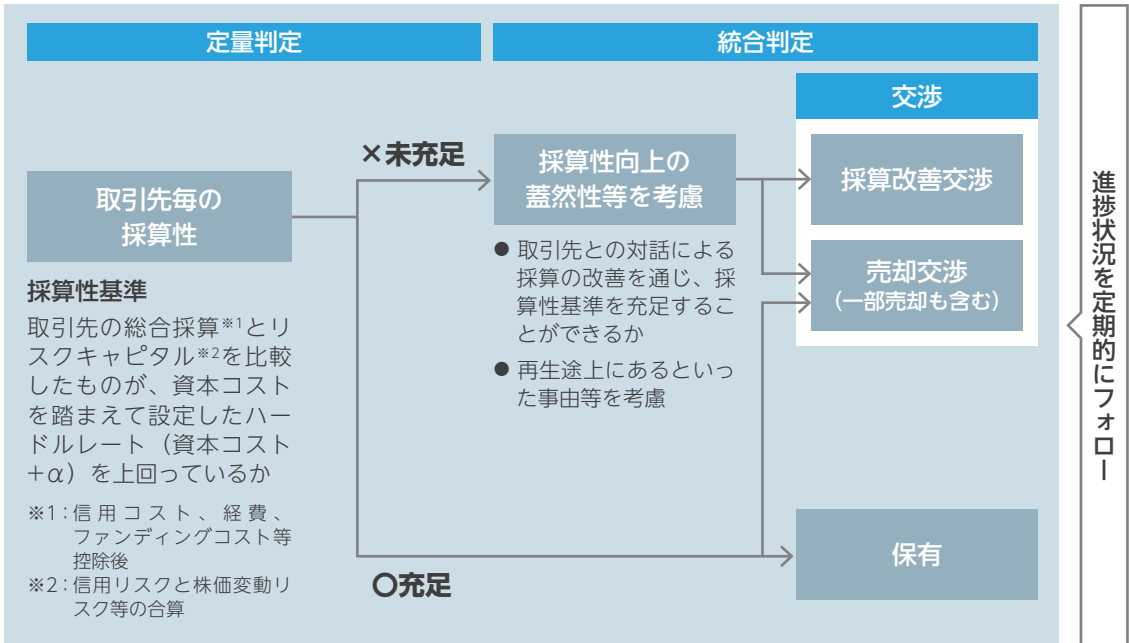 定量判定
統合判定
交渉
×未充足
取引先毎の
採算性
採算性向上の
蓋然性等を考慮
採算改善交渉
売却交渉
（一部売却も含む）
● 取引先との対話による
採算の改善を通じ、採
算性基準を充足するこ
とができるか
● 再生途上にあるといっ
た事由等を考慮
採算性基準
取引先の総合採算※1とリ
スクキャピタル※2を比較
したものが、資本コスト
を踏まえて設定したハー
ドルレート（資本コスト
+α）を上回っているか
※1：信用コスト、経費、
ファンディングコスト等
控除後
※2：信用リスクと株価変動リ
スク等の合算
〇充足
保有
進捗状況を定期的にフォロー